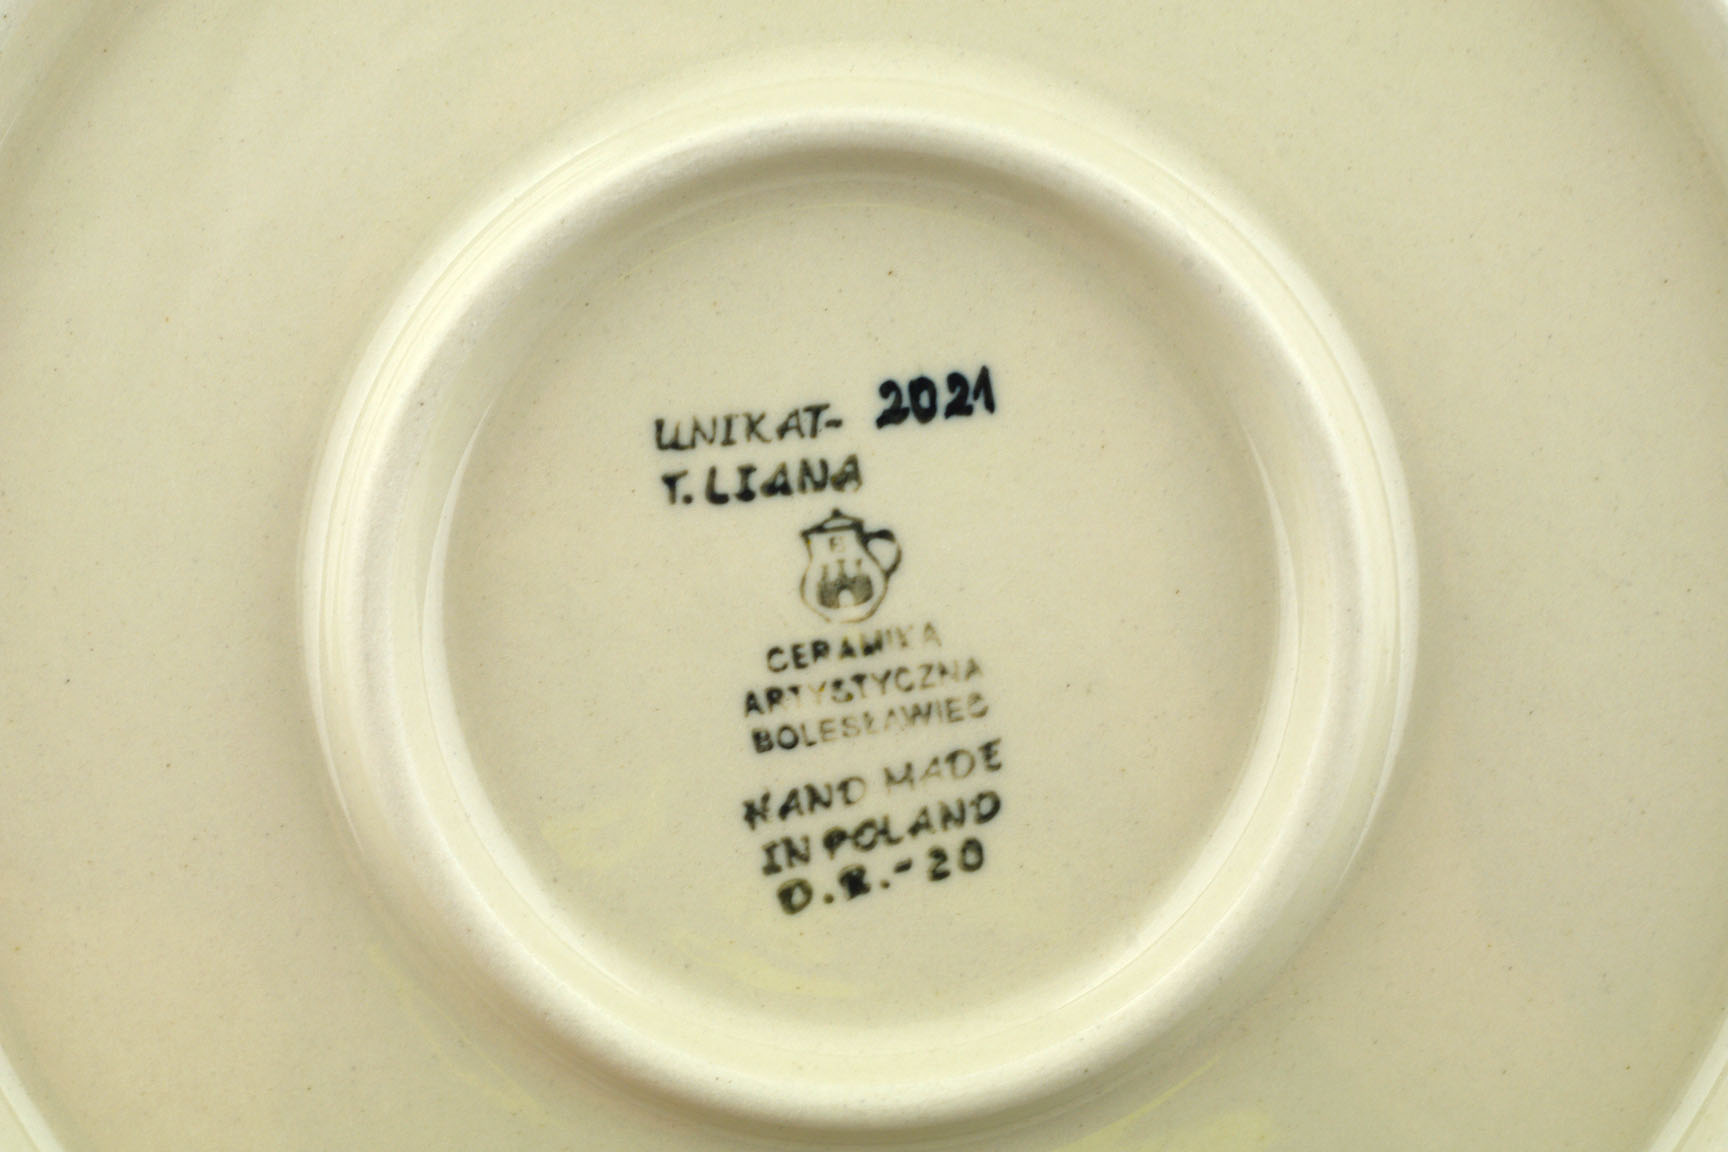 UNIKAT- 2021
T. LIANA
B
CERAMIKA
ARTYSTYCZNA
BOLESŁAWIEC
HAND MADE
IN POLAND
D.R.-20